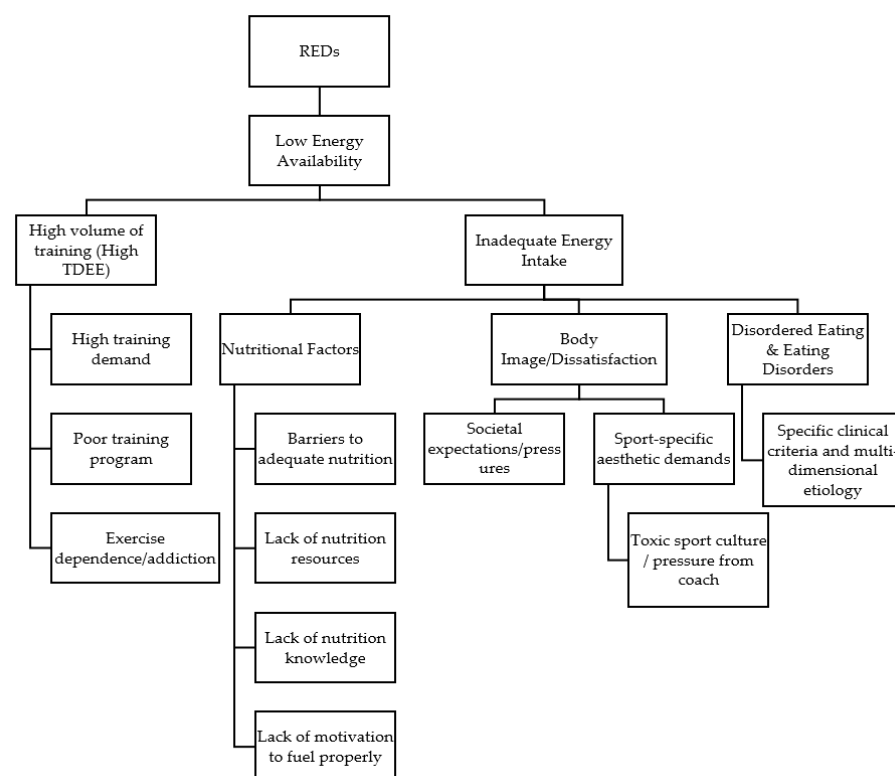 REDs
Low Energy
Availability
High volume of
training (High
TDEE)
Inadequate Energy
Intake
High training
demand
Nutritional Factors
Body
Image/Dissatisfaction
Disordered Eating
& Eating
Disorders
Poor training
program
Barriers to
adequate nutrition
Societal
expectations/press
ures
Sport-specific
aesthetic demands
Specific clinical
criteria and multi-
dimensional
etiology
Exercise
dependence/addiction
Lack of nutrition
resources
Toxic sport culture
/ pressure from
coach
Lack of nutrition
knowledge
Lack of motivation
to fuel properly